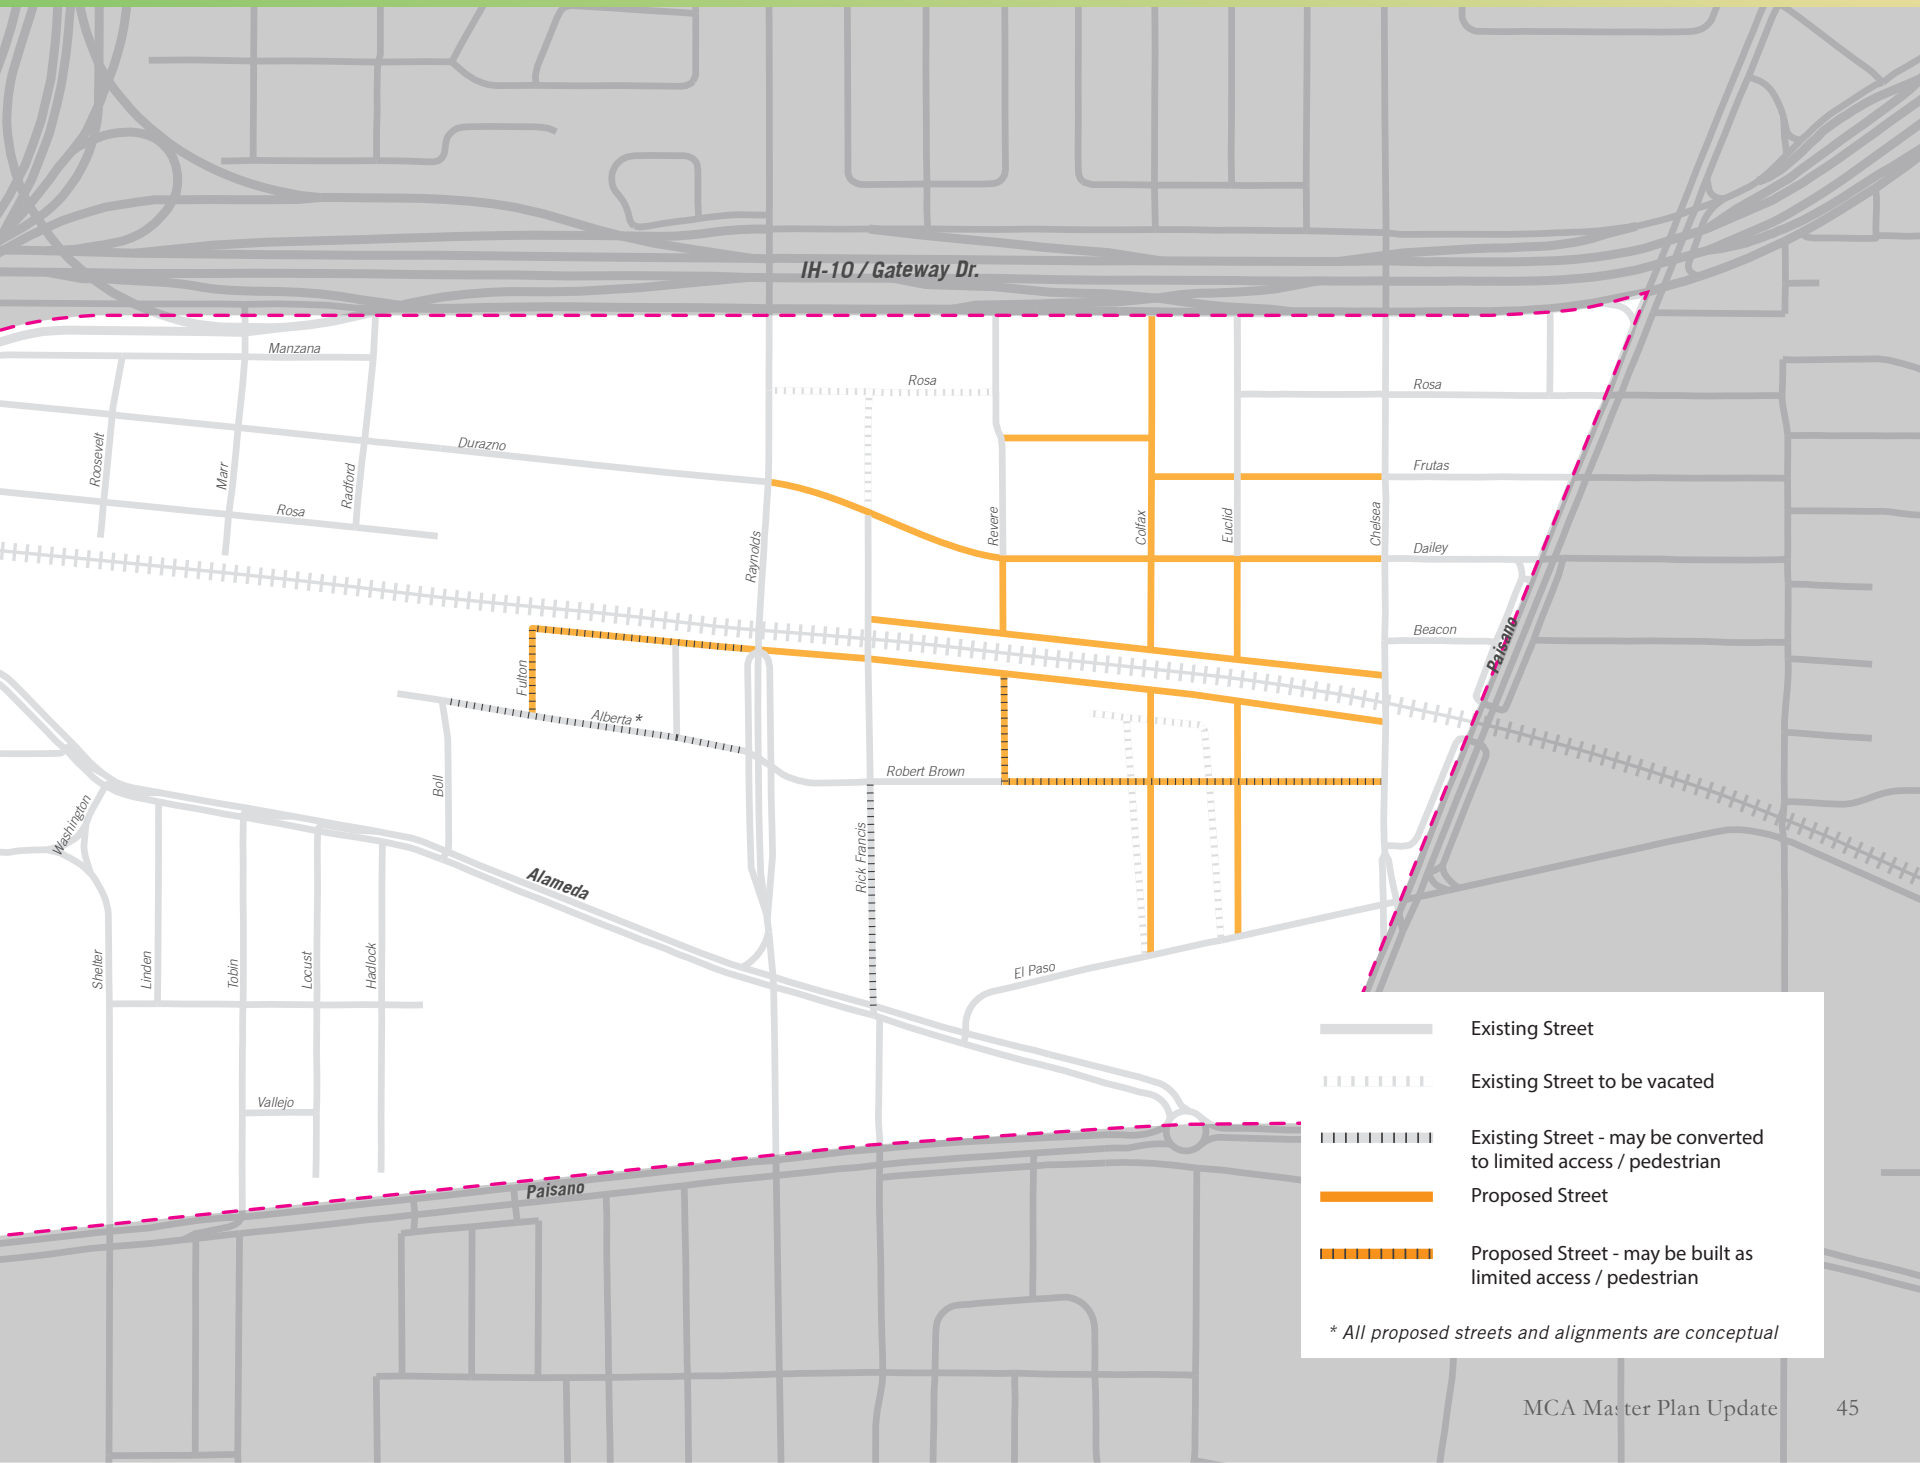 IH-10 / Gateway Dr.
Manzana
Rosa
Rosa
Roosevelt
Marr
Radford
Durazno
Frutas
Rosa
Raynolds
Revere
Colfax
Euclid
Chelsea
Dailey
Beacon
Paisano
Fulton
Alberta *
Boll
Robert Brown
Washington
Rick Francis
Alameda
El Paso
Shelter
Linden
Tobin
Locust
Hadlock
Vallejo
Paisano
Existing Street
Existing Street to be vacated
Existing Street - may be converted
to limited access / pedestrian
Proposed Street
Proposed Street - may be built as
limited access / pedestrian
* All proposed streets and alignments are conceptual
MCA Master Plan Update 45